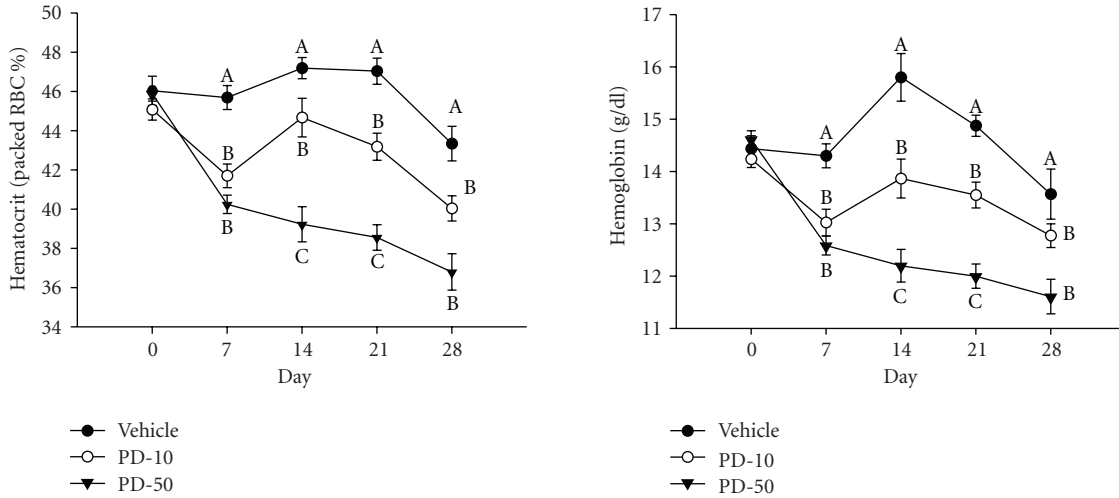 Hematocrit (packed RBC %)
50
48
46
44
42
40
38
36
34
A
A
A
A
B
B
B
B
B
C
C
B
0 7 14 21 28
Day
Vehicle
PD-10
PD-50
Hemoglobin (g/dl)
17
16
15
14
13
12
11
A
A
A
A
B
B
B
B
B
C
C
B
0 7 14 21 28
Day
Vehicle
PD-10
PD-50